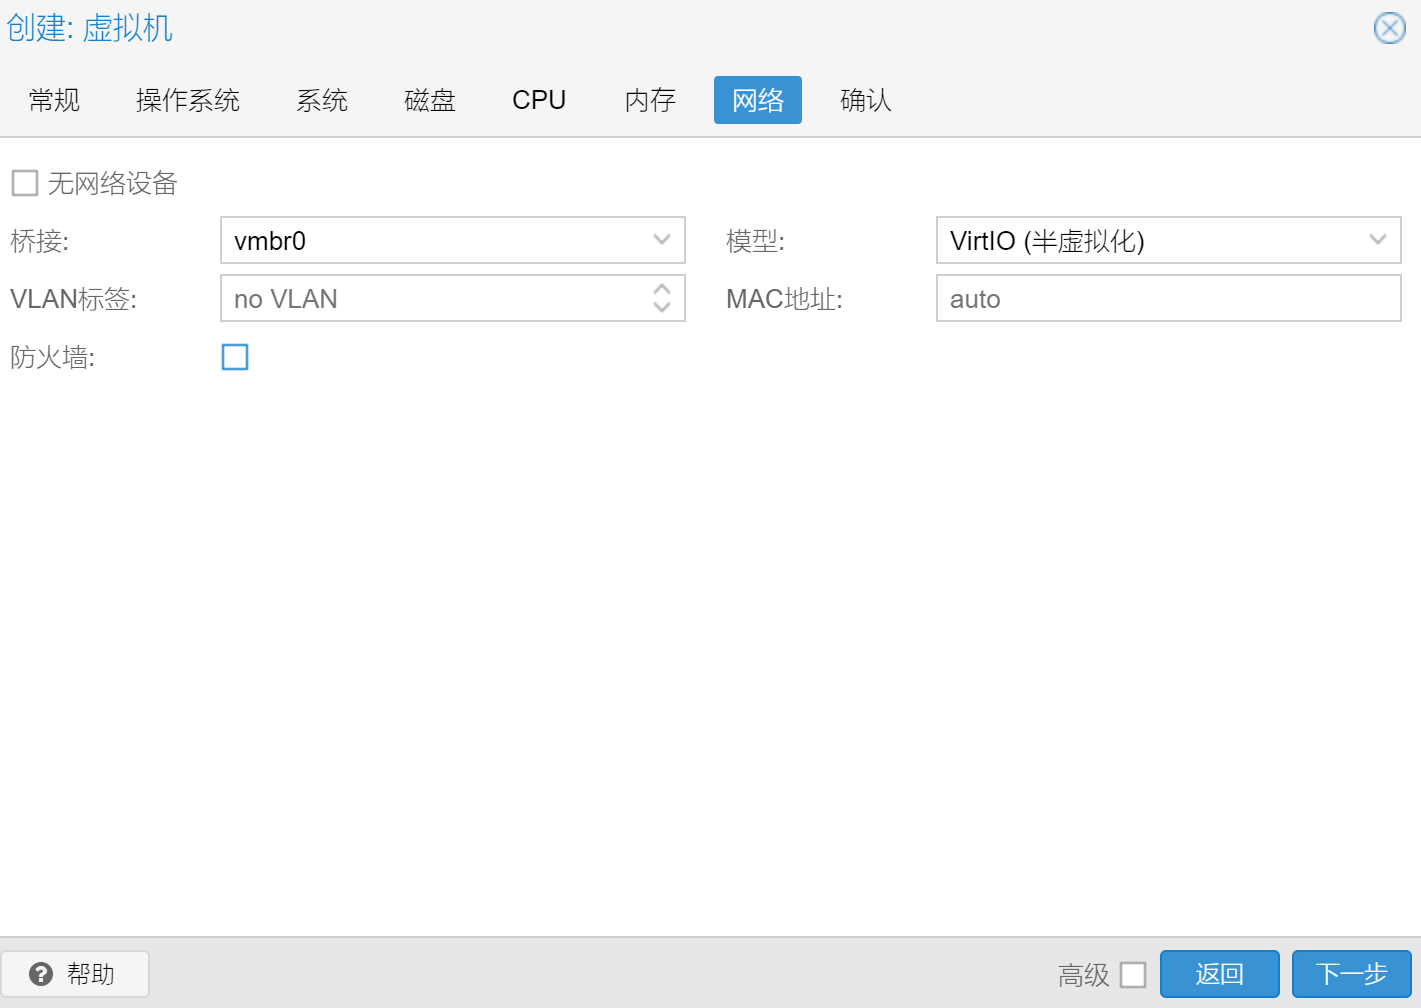 创建: 虚拟机
常规 操作系统 系统 磁盘 CPU 内存 网络 确认
无网络设备
桥接: vmbr0 模型: VirtIO (半虚拟化)
VLAN标签: no VLAN MAC地址: auto
防火墙:
帮助 高级 返回 下一步